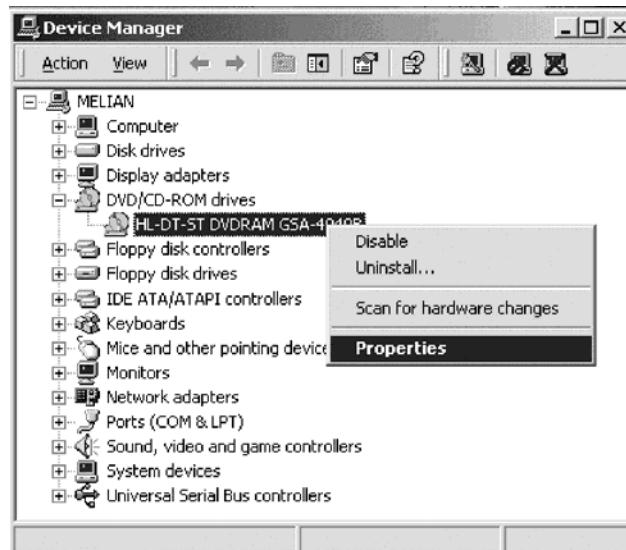 Device Manager
Action View
MELIAN
Computer
Disk drives
Display adapters
DVD/CD-ROM drives
HL-DT-ST DVDRAM GSA-4040B
Disable
Floppy disk controllers
Uninstall...
Floppy disk drives
IDE ATA/ATAPI controllers
Scan for hardware changes
Keyboards
Mice and other pointing device
Properties
Monitors
Network adapters
Ports (COM & LPT)
Sound, video and game controllers
System devices
Universal Serial Bus controllers